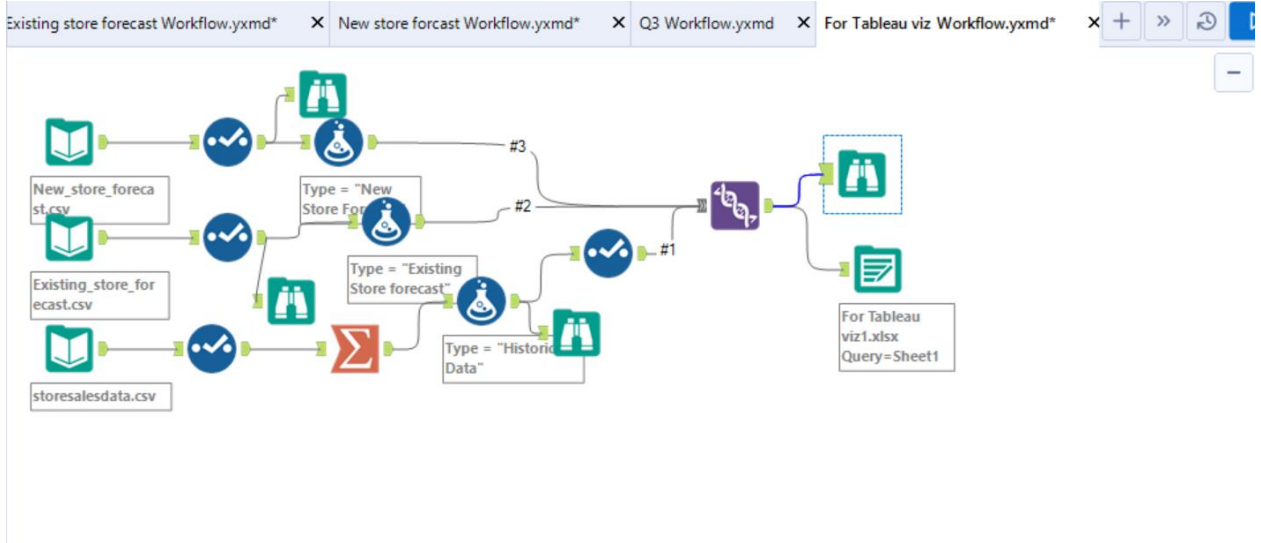 Existing store forecast Workflow.yxmd*
New store forcast Workflow.yxmd*
Q3 Workflow.yxmd
For Tableau viz Workflow.yxmd*
#3
New_store_foreca
st.csv
Type = "New
Store For
#2
#1
Existing_store_for
ecast.csv
Type = "Existing
Store forecast"
For Tableau
viz1.xlsx
Query=Sheet1
Type = "Historic
Data"
storesalesdata.csv